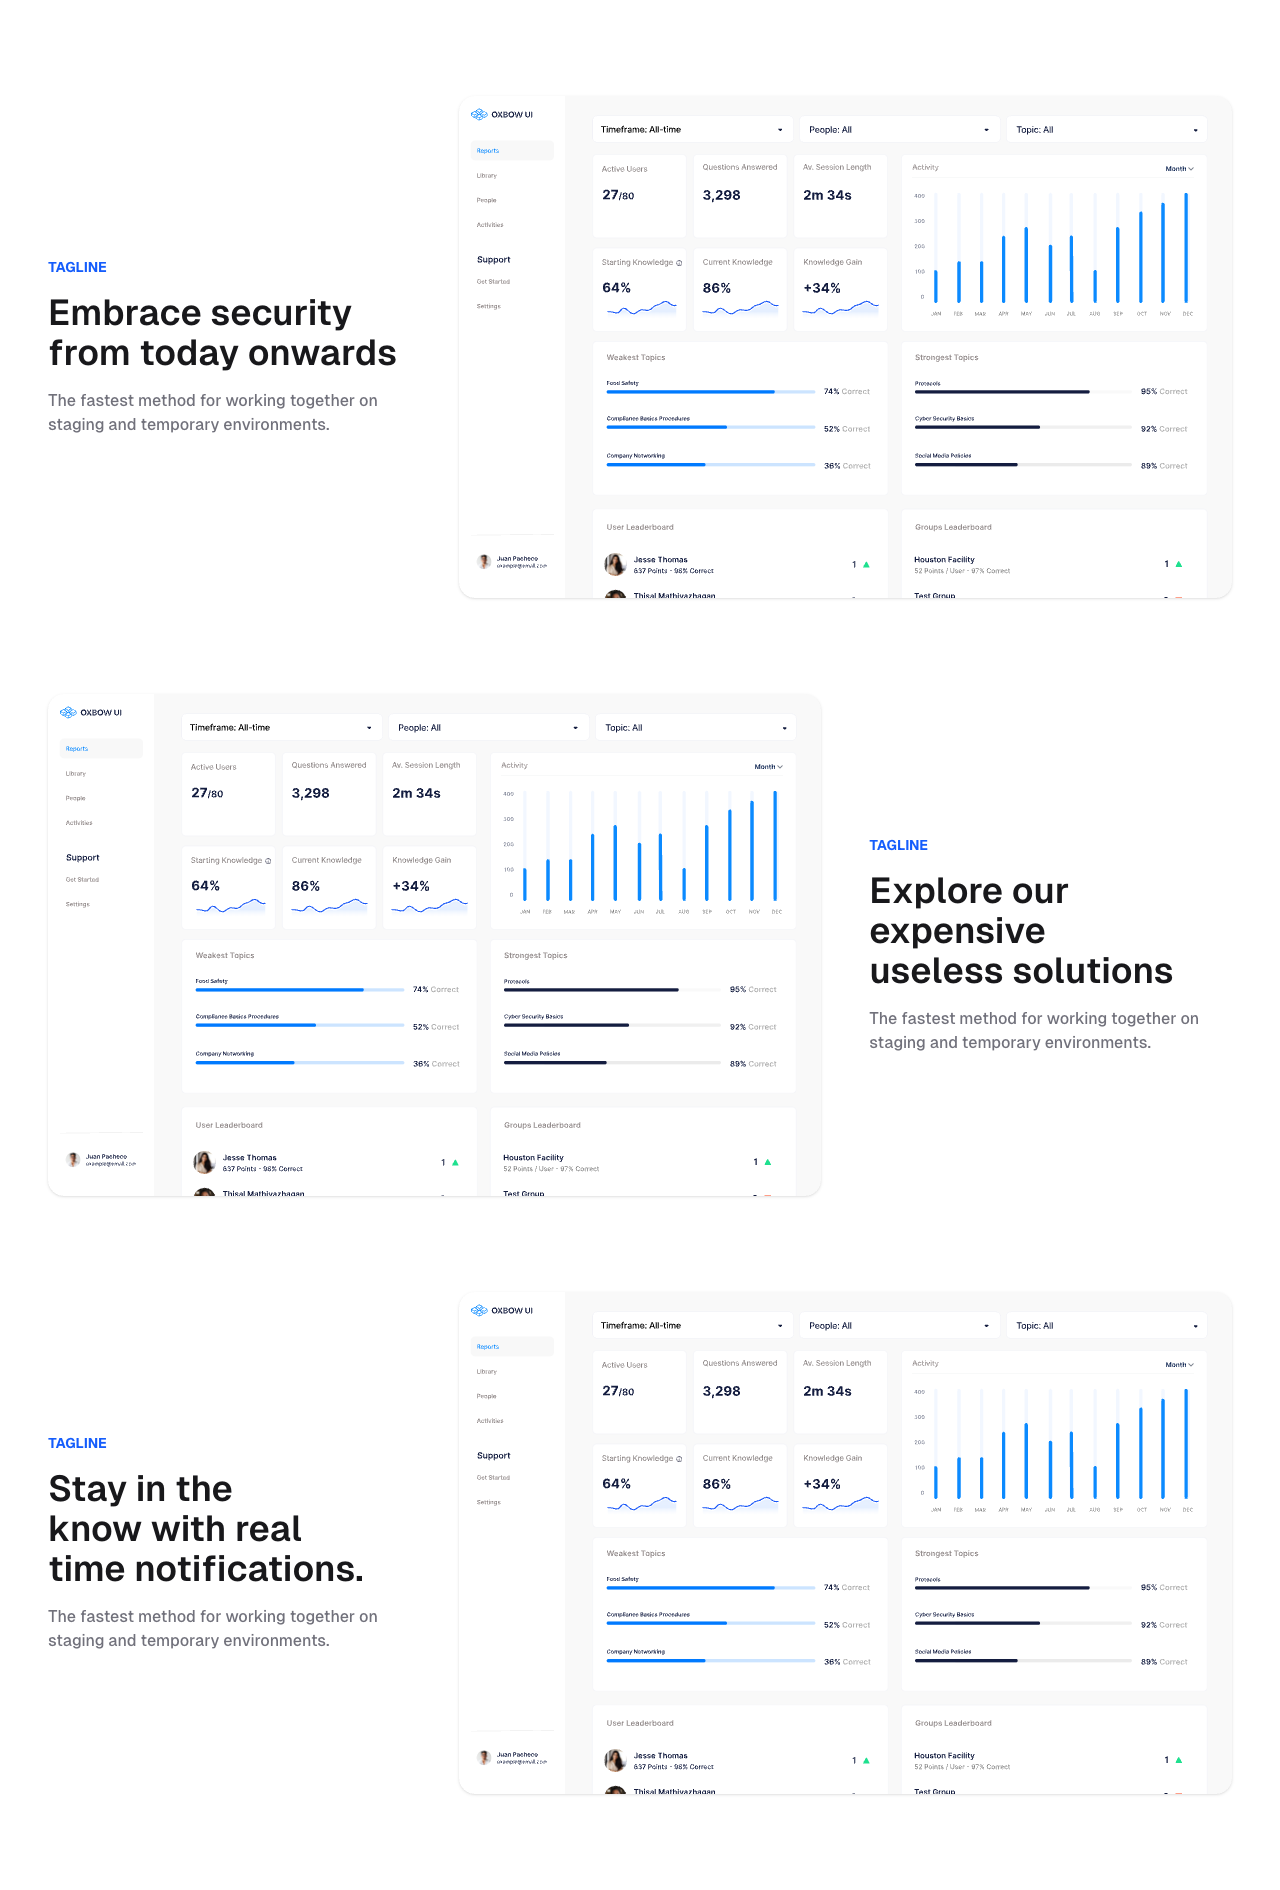 TAGLINE
Embrace security
from today onwards
The fastest method for working together on
staging and temporary environments.
OXBOW UI
Reports
Library
People
Activities
Support
Get Started
Settings
Juan Pacheco
example@email.com
Timeframe: All-time
People: All
Topic: All
Active Users
27/80
Questions Answered
3,298
Av. Session Length
2m 34s
Starting Knowledge
64%
Current Knowledge
86%
Knowledge Gain
+34%
Activity
Month
400
300
200
100
0
JAN FEB MAR APR MAY JUN JUL AUG SEP OCT NOV DEC
Weakest Topics
Food Safety
74% Correct
Compliance Basics Procedures
52% Correct
Company Networking
36% Correct
Strongest Topics
Protocols
95% Correct
Cyber Security Basics
92% Correct
Social Media Policies
89% Correct
User Leaderboard
Jesse Thomas
637 Points - 98% Correct
1
Thisal Mathiyazhagan
Groups Leaderboard
Houston Facility
52 Points / User - 97% Correct
1
Test Group
OXBOW UI
Reports
Library
People
Activities
Support
Get Started
Settings
Juan Pacheco
example@email.com
Timeframe: All-time
People: All
Topic: All
Active Users
27/80
Questions Answered
3,298
Av. Session Length
2m 34s
Starting Knowledge
64%
Current Knowledge
86%
Knowledge Gain
+34%
Activity
Month
400
300
200
100
0
JAN FEB MAR APR MAY JUN JUL AUG SEP OCT NOV DEC
Weakest Topics
Food Safety
74% Correct
Compliance Basics Procedures
52% Correct
Company Networking
36% Correct
Strongest Topics
Protocols
95% Correct
Cyber Security Basics
92% Correct
Social Media Policies
89% Correct
User Leaderboard
Jesse Thomas
637 Points - 98% Correct
1
Thisal Mathiyazhagan
Groups Leaderboard
Houston Facility
52 Points / User - 97% Correct
1
Test Group
TAGLINE
Explore our
expensive
useless solutions
The fastest method for working together on
staging and temporary environments.
TAGLINE
Stay in the
know with real
time notifications.
The fastest method for working together on
staging and temporary environments.
OXBOW UI
Reports
Library
People
Activities
Support
Get Started
Settings
Juan Pacheco
example@email.com
Timeframe: All-time
People: All
Topic: All
Active Users
27/80
Questions Answered
3,298
Av. Session Length
2m 34s
Starting Knowledge
64%
Current Knowledge
86%
Knowledge Gain
+34%
Activity
Month
400
300
200
100
0
JAN FEB MAR APR MAY JUN JUL AUG SEP OCT NOV DEC
Weakest Topics
Food Safety
74% Correct
Compliance Basics Procedures
52% Correct
Company Networking
36% Correct
Strongest Topics
Protocols
95% Correct
Cyber Security Basics
92% Correct
Social Media Policies
89% Correct
User Leaderboard
Jesse Thomas
637 Points - 98% Correct
1
Thisal Mathiyazhagan
Groups Leaderboard
Houston Facility
52 Points / User - 97% Correct
1
Test Group